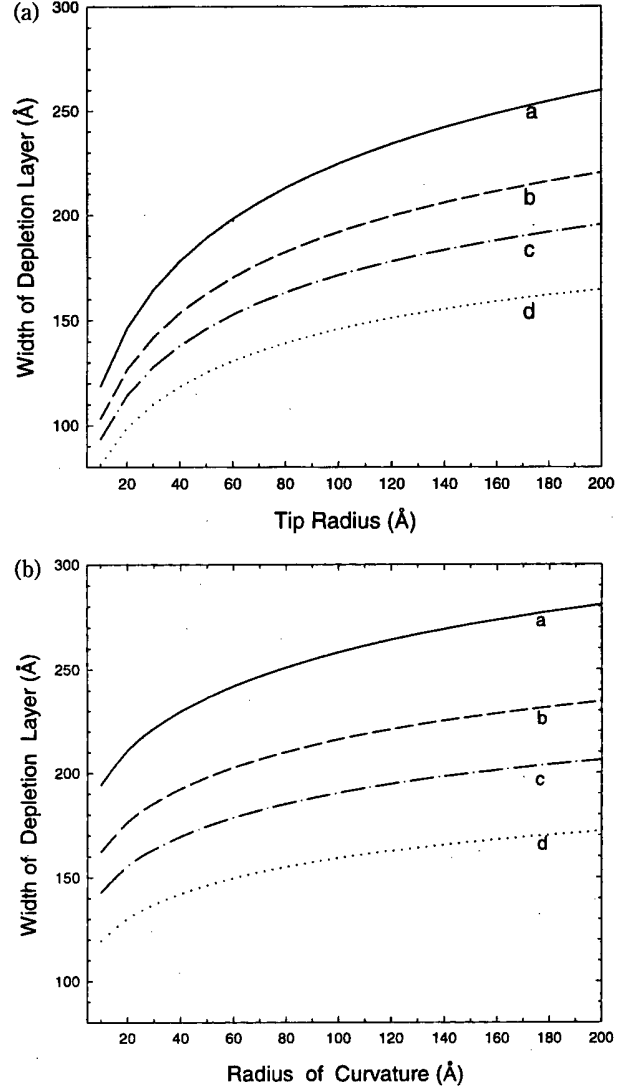 (a)
300
250
200
150
100
Width of Depletion Layer (Å)
a
b
c
d
20 40 60 80 100 120 140 160 180 200
Tip Radius (Å)
(b)
300
250
200
150
100
Width of Depletion Layer (Å)
a
b
c
d
20 40 60 80 100 120 140 160 180 200
Radius of Curvature (Å)